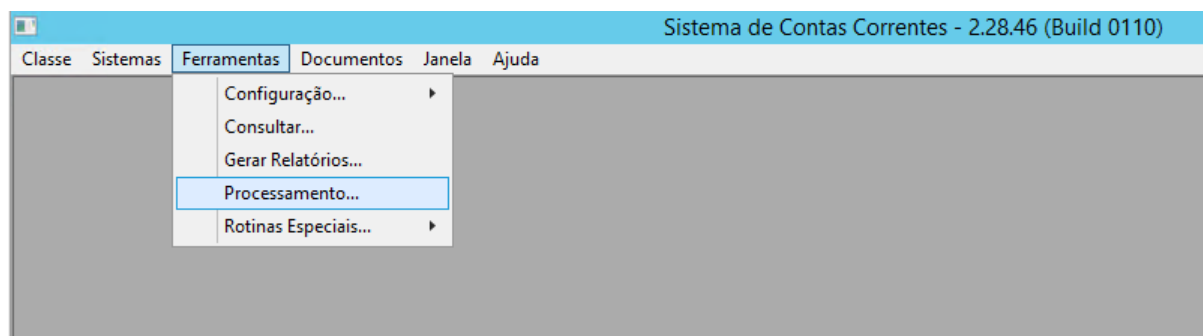 Sistema de Contas Correntes - 2.28.46 (Build 0110)
Classe Sistemas Ferramentas Documentos Janela Ajuda
Configuração...
Consultar...
Gerar Relatórios...
Processamento...
Rotinas Especiais...